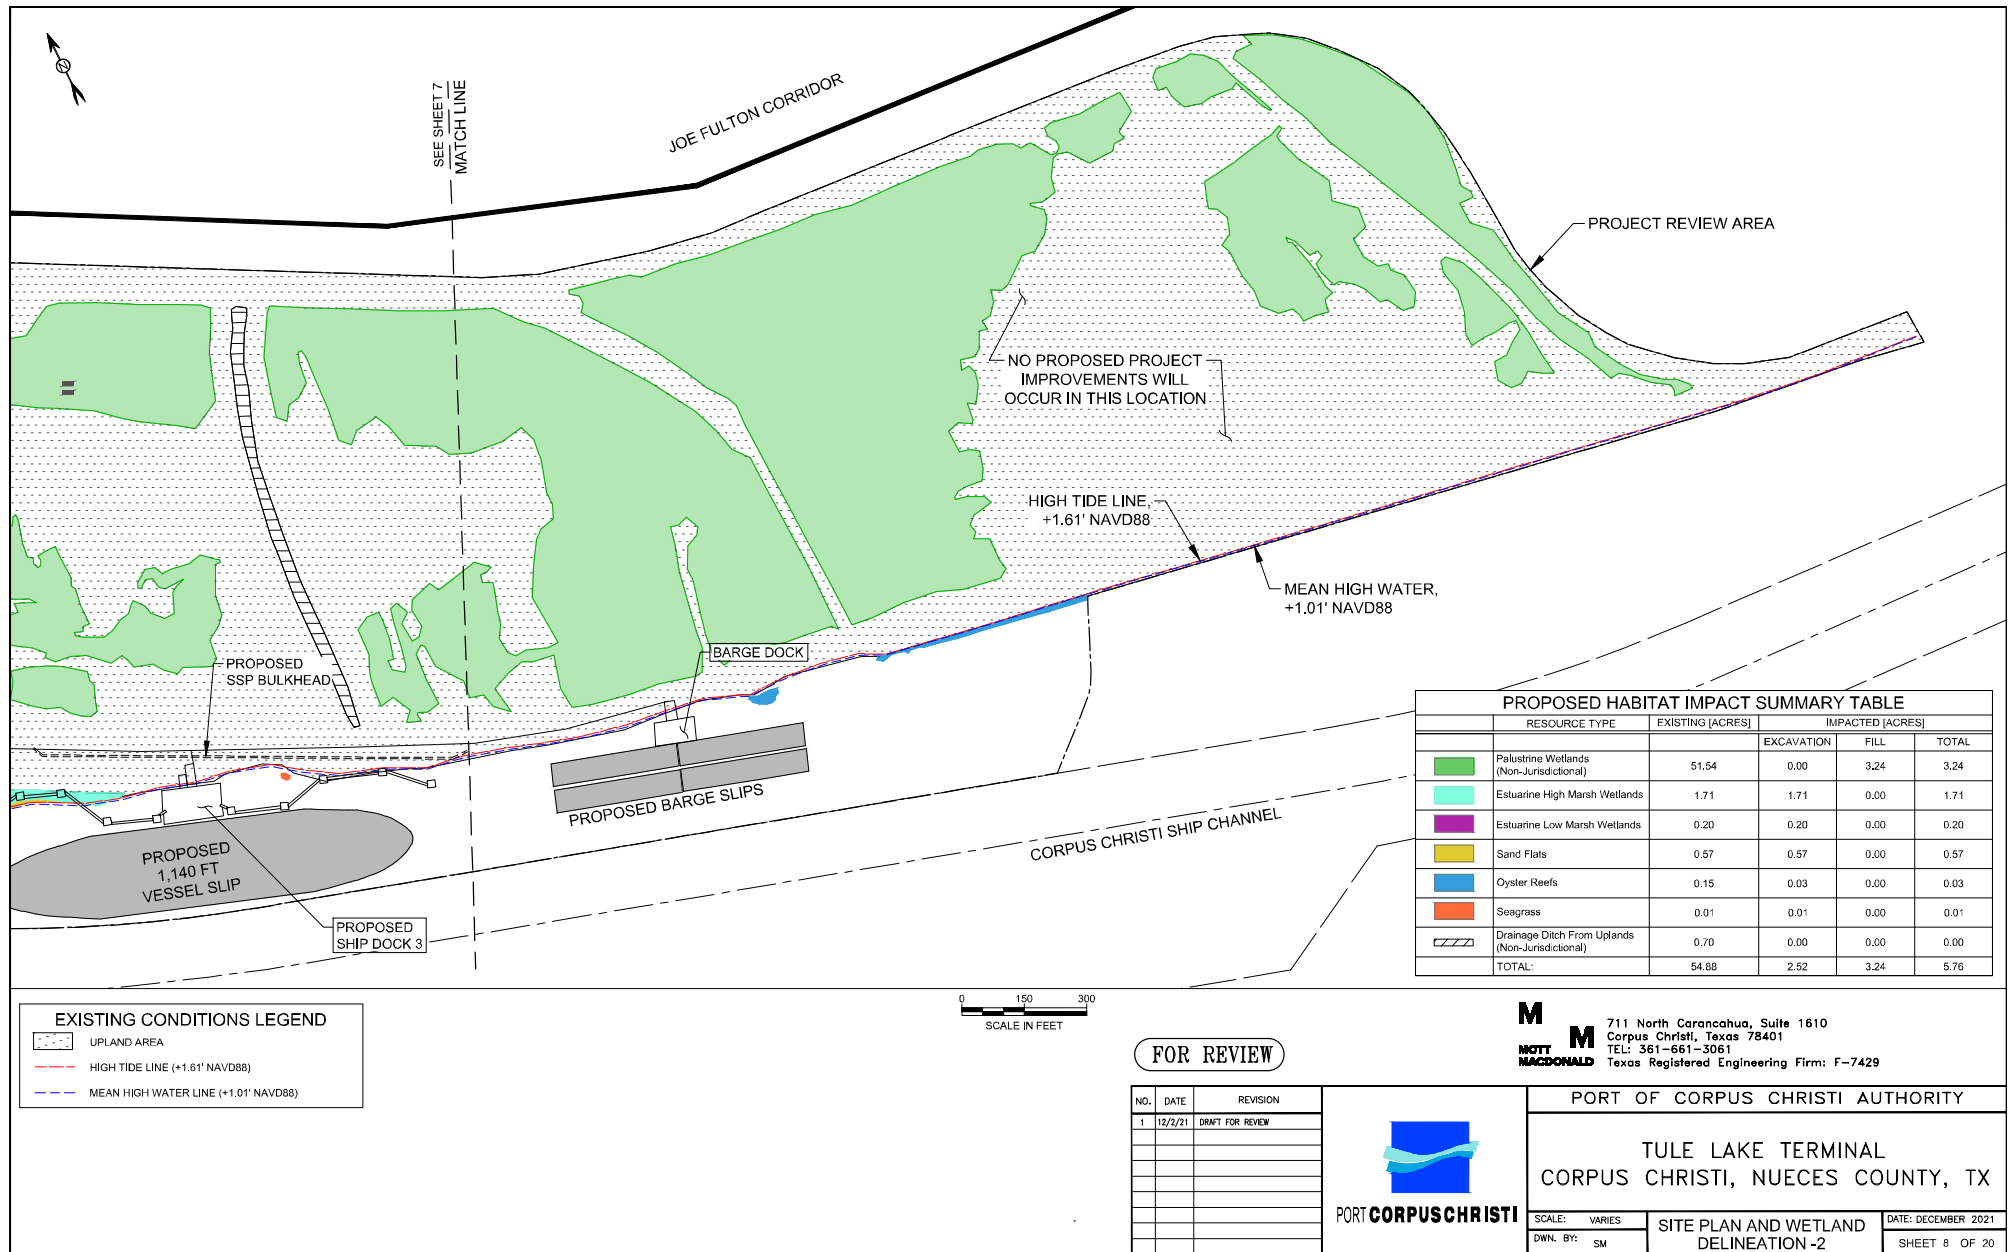 N
SEE SHEET 7
MATCH LINE
JOE FULTON CORRIDOR
PROJECT REVIEW AREA
NO PROPOSED PROJECT
IMPROVEMENTS WILL
OCCUR IN THIS LOCATION
HIGH TIDE LINE,
+1.61' NAVD88
MEAN HIGH WATER,
+1.01' NAVD88
PROPOSED
SSP BULKHEAD
BARGE DOCK
PROPOSED BARGE SLIPS
CORPUS CHRISTI SHIP CHANNEL
PROPOSED
1,140 FT
VESSEL SLIP
PROPOSED
SHIP DOCK 3
PROPOSED HABITAT IMPACT SUMMARY TABLE
RESOURCE TYPE EXISTING [ACRES] IMPACTED [ACRES]
EXCAVATION FILL TOTAL
Palustrine Wetlands
(Non-Jurisdictional) 51.54 0.00 3.24 3.24
Estuarine High Marsh Wetlands 1.71 1.71 0.00 1.71
Estuarine Low Marsh Wetlands 0.20 0.20 0.00 0.20
Sand Flats 0.57 0.57 0.00 0.57
Oyster Reefs 0.15 0.03 0.00 0.03
Seagrass 0.01 0.01 0.00 0.01
Drainage Ditch From Uplands
(Non-Jurisdictional) 0.70 0.00 0.00 0.00
TOTAL: 54.88 2.52 3.24 5.76
EXISTING CONDITIONS LEGEND
UPLAND AREA
HIGH TIDE LINE (+1.61' NAVD88)
MEAN HIGH WATER LINE (+1.01' NAVD88)
0 150 300
SCALE IN FEET
FOR REVIEW
M
M
MOTT
MACDONALD
711 North Carancahua, Suite 1610
Corpus Christi, Texas 78401
TEL: 361-661-3061
Texas Registered Engineering Firm: F-7429
NO. DATE REVISION
1 12/2/21 DRAFT FOR REVIEW
PORT CORPUS CHRISTI
PORT OF CORPUS CHRISTI AUTHORITY
TULE LAKE TERMINAL
CORPUS CHRISTI, NUECES COUNTY, TX
SCALE: VARIES
DWN. BY: SM
SITE PLAN AND WETLAND
DELINEATION -2
DATE: DECEMBER 2021
SHEET 8 OF 20